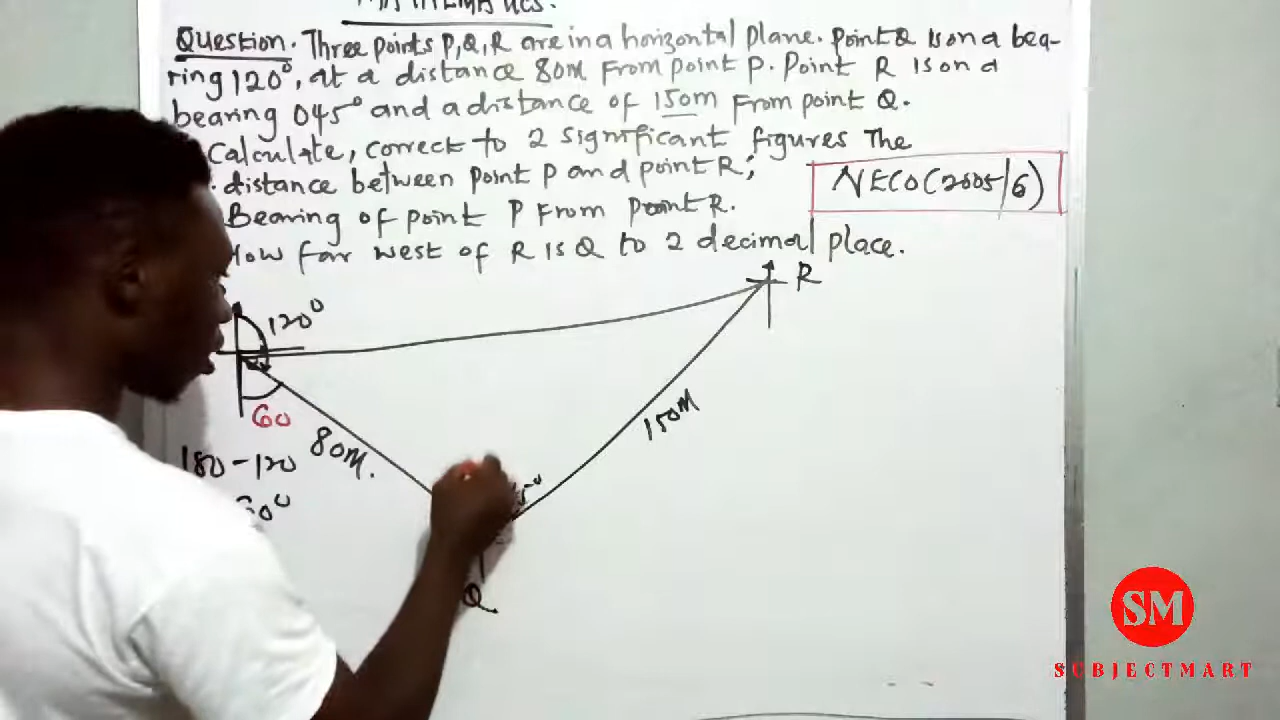 MATHEMATICS.
Question. Three points P, Q, R are in a horizontal plane. Point Q is on a bea-
ring 120°, at a distance 80m from point P. Point R is on a
bearing 045° and a distance of 150m from point Q.
Calculate, correct to 2 significant figures the
distance between point P and point R;
Bearing of point P from point R.
How far west of R is Q to 2 decimal place.
NECO (2005/6)
R
120°
60
80m.
150m
180-120
Q
SM
SUBJECTMART